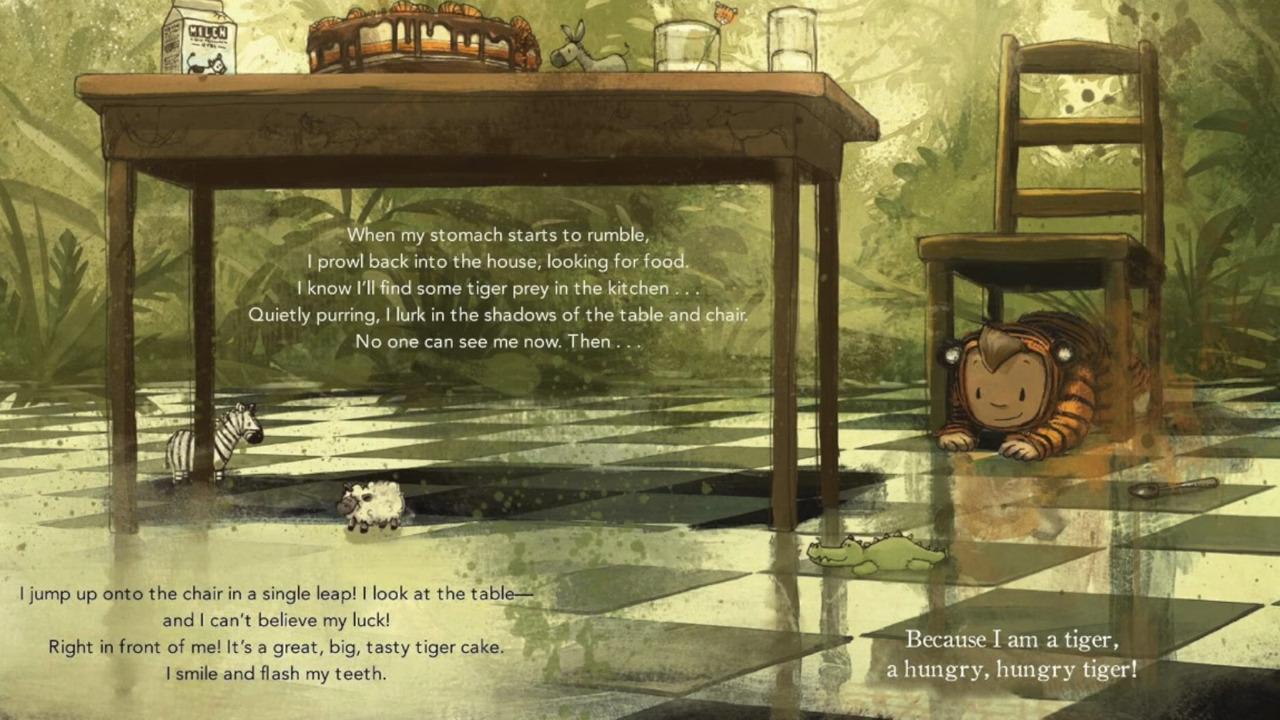 MELCH
When my stomach starts to rumble,
I prowl back into the house, looking for food.
I know I'll find some tiger prey in the kitchen . . .
Quietly purring, I lurk in the shadows of the table and chair.
No one can see me now. Then . . .
I jump up onto the chair in a single leap! I look at the table—
and I can't believe my luck!
Right in front of me! It's a great, big, tasty tiger cake.
I smile and flash my teeth.
Because I am a tiger,
a hungry, hungry tiger!